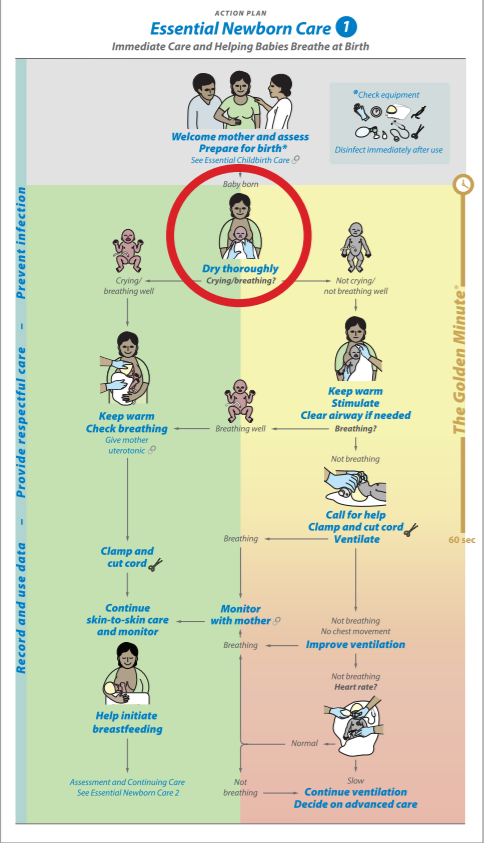 ACTION PLAN
Essential Newborn Care 1
Immediate Care and Helping Babies Breathe at Birth
*Check equipment
Disinfect immediately after use
Welcome mother and assess
Prepare for birth*
See Essential Childbirth Care
Baby born
Dry thoroughly
Crying/breathing?
Crying/
breathing well
Not crying/
not breathing well
Keep warm
Check breathing
Give mother
uterotonic
Breathing well
Keep warm
Stimulate
Clear airway if needed
Breathing?
Not breathing
Call for help
Clamp and cut cord
Ventilate
Breathing
60 sec
The Golden Minute®
Clamp and
cut cord
Continue
skin-to-skin care
and monitor
Monitor
with mother
Not breathing
No chest movement
Breathing
Improve ventilation
Not breathing
Heart rate?
Help initiate
breastfeeding
Normal
Assessment and Continuing Care
See Essential Newborn Care 2
Not
breathing
Slow
Continue ventilation
Decide on advanced care
Record and use data – Provide respectful care – Prevent infection